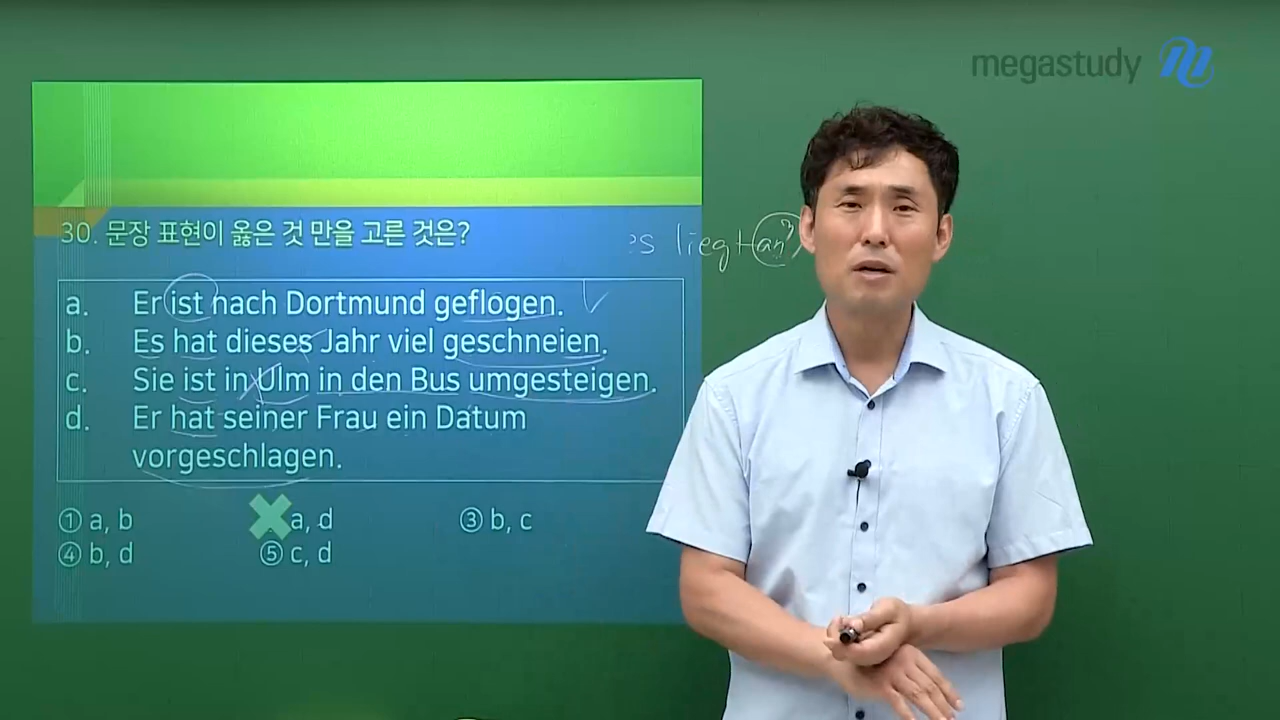 megastudy
30. 문장 표현이 옳은 것 만을 고른 것은?
es liegt an³
a. Er ist nach Dortmund geflogen.
b. Es hat dieses Jahr viel geschneien.
c. Sie ist in Ulm in den Bus umgesteigen.
d. Er hat seiner Frau ein Datum
vorgeschlagen.
① a, b a, d ③ b, c
④ b, d ⑤ c, d